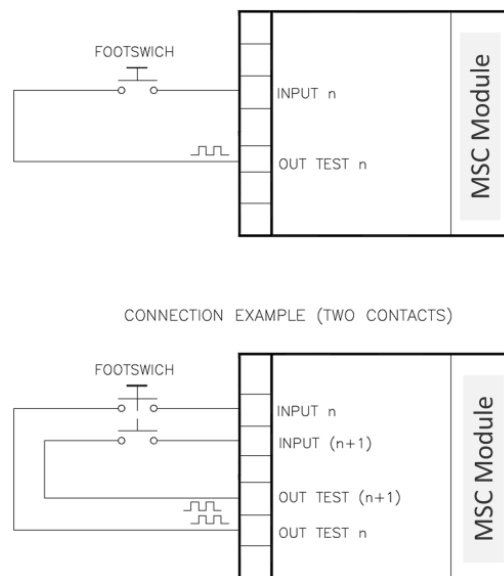 FOOTSWICH
INPUT n
OUT TEST n
MSC Module
CONNECTION EXAMPLE (TWO CONTACTS)
FOOTSWICH
INPUT n
INPUT (n+1)
OUT TEST (n+1)
OUT TEST n
MSC Module